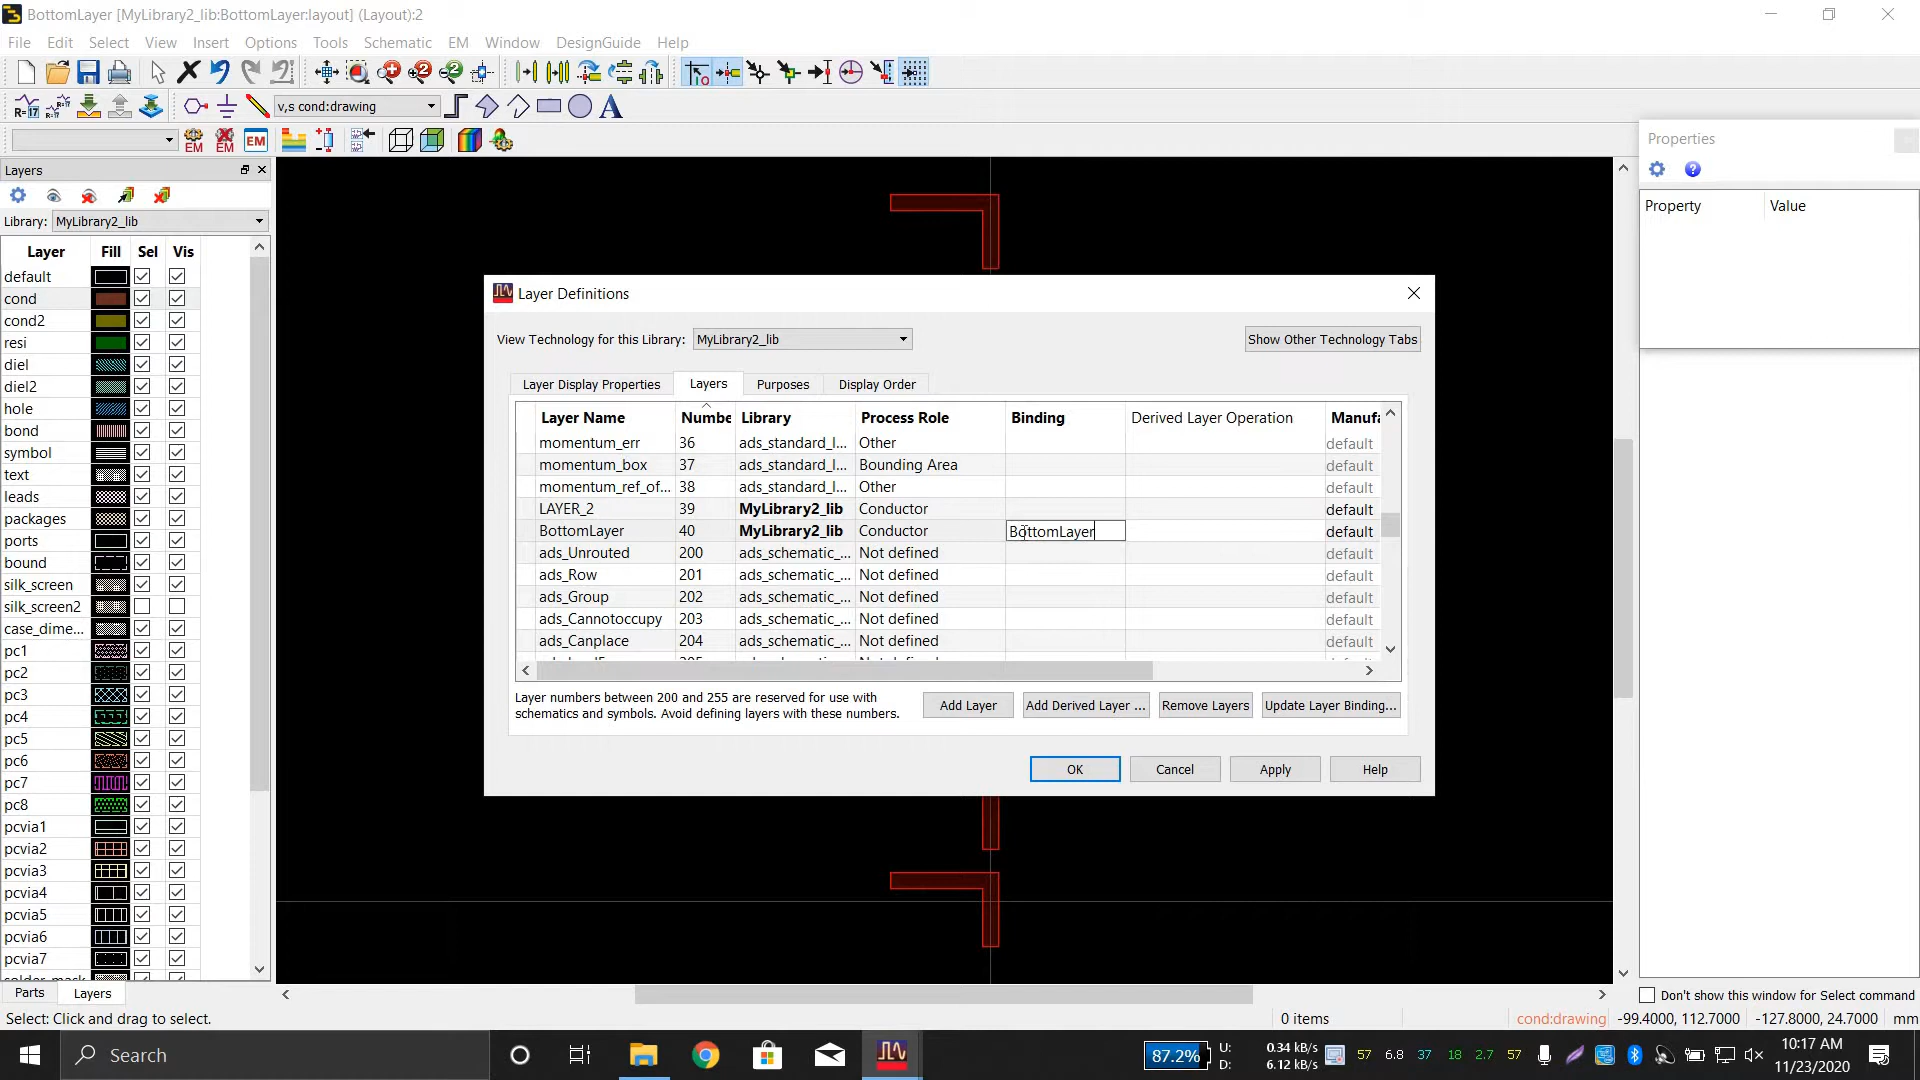 BottomLayer [MyLibrary2_lib:BottomLayer:layout] (Layout):2
File Edit Select View Insert Options Tools Schematic EM Window DesignGuide Help
v,s cond:drawing
EM EM EM
Layers
Library: MyLibrary2_lib
Layer Fill Sel Vis
default
cond
cond2
resi
diel
diel2
hole
bond
symbol
text
leads
packages
ports
bound
silk_screen
silk_screen2
case_dime...
pc1
pc2
pc3
pc4
pc5
pc6
pc7
pc8
pcvia1
pcvia2
pcvia3
pcvia4
pcvia5
pcvia6
pcvia7
Parts Layers
Select: Click and drag to select.
Layer Definitions
View Technology for this Library: MyLibrary2_lib
Show Other Technology Tabs
Layer Display Properties Layers Purposes Display Order
Layer Name Numbe Library Process Role Binding Derived Layer Operation Manufa
momentum_err 36 ads_standard_l... Other default
momentum_box 37 ads_standard_l... Bounding Area default
momentum_ref_of... 38 ads_standard_l... Other default
LAYER_2 39 MyLibrary2_lib Conductor default
BottomLayer 40 MyLibrary2_lib Conductor BottomLayer default
ads_Unrouted 200 ads_schematic_... Not defined default
ads_Row 201 ads_schematic_... Not defined default
ads_Group 202 ads_schematic_... Not defined default
ads_Cannotoccupy 203 ads_schematic_... Not defined default
ads_Canplace 204 ads_schematic_... Not defined default
Layer numbers between 200 and 255 are reserved for use with
schematics and symbols. Avoid defining layers with these numbers.
Add Layer Add Derived Layer ... Remove Layers Update Layer Binding...
OK Cancel Apply Help
Properties
Property Value
Don't show this window for Select command
0 items cond:drawing -99.4000, 112.7000 -127.8000, 24.7000 mm
Search
87.2% U: 0.34 kB/s
D: 6.12 kB/s
57 6.8 37 18 2.7 57
10:17 AM
11/23/2020